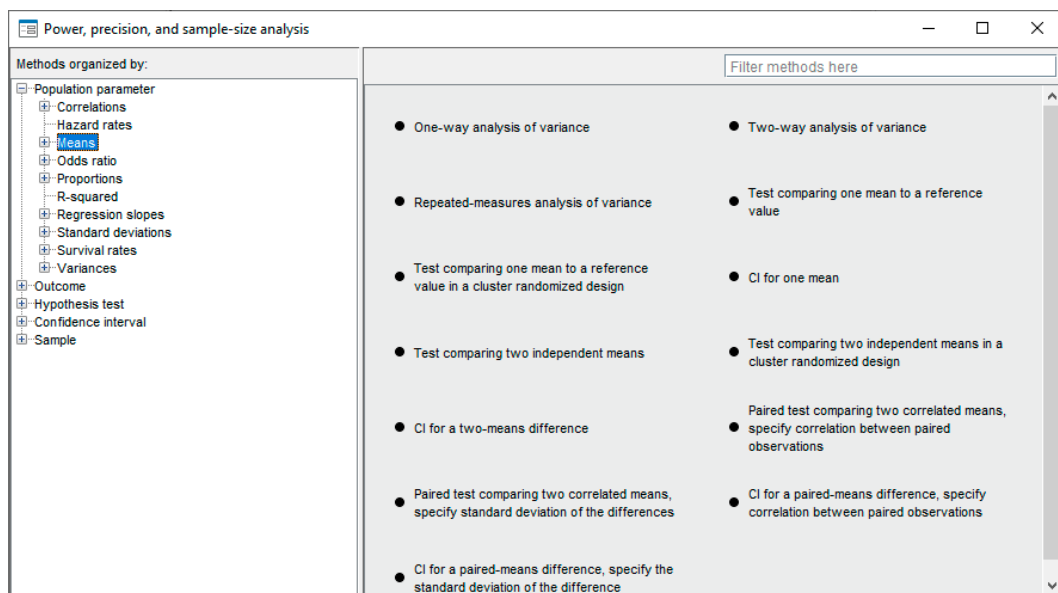 Power, precision, and sample-size analysis
Methods organized by:
Filter methods here
Population parameter
Correlations
Hazard rates
Means
Odds ratio
Proportions
R-squared
Regression slopes
Standard deviations
Survival rates
Variances
Outcome
Hypothesis test
Confidence interval
Sample
One-way analysis of variance
Two-way analysis of variance
Repeated-measures analysis of variance
Test comparing one mean to a reference
value
Test comparing one mean to a reference
value in a cluster randomized design
CI for one mean
Test comparing two independent means
Test comparing two independent means in a
cluster randomized design
CI for a two-means difference
Paired test comparing two correlated means,
specify correlation between paired
observations
Paired test comparing two correlated means,
specify standard deviation of the differences
CI for a paired-means difference, specify
correlation between paired observations
CI for a paired-means difference, specify the
standard deviation of the difference